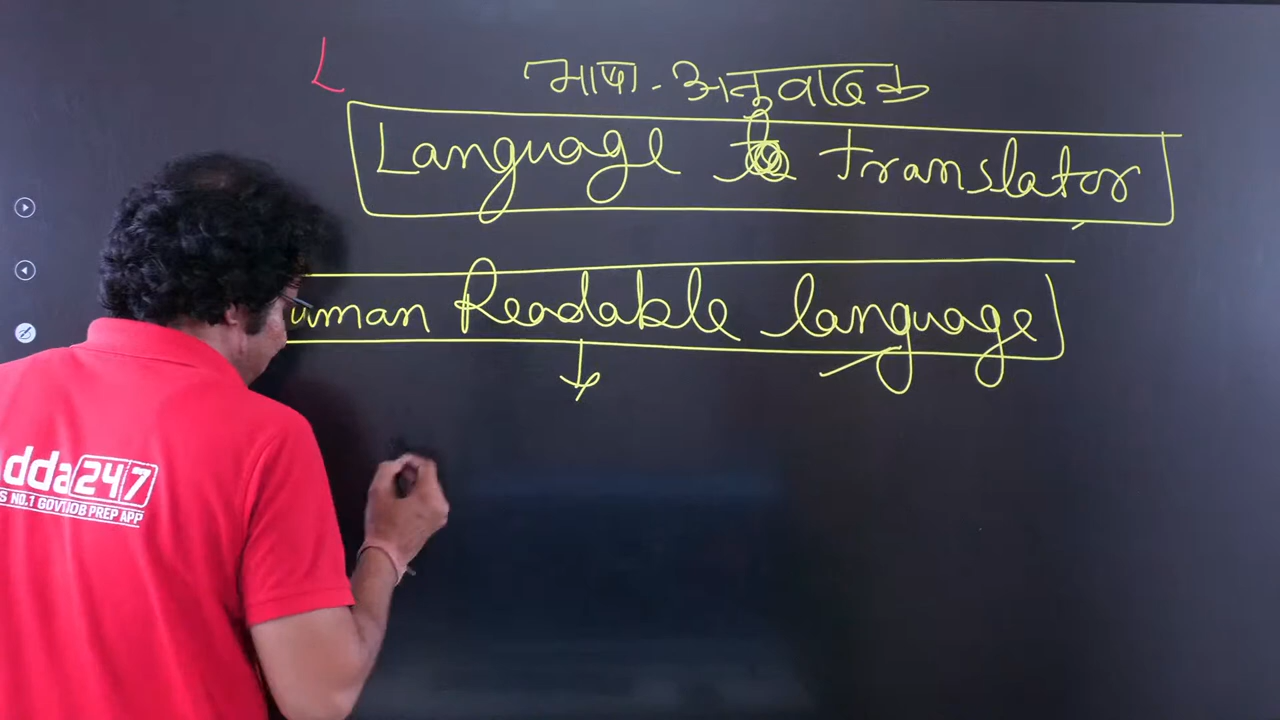 L
भाषा - अनुवादक
Language translator
uman Readable language
dda247
S NO.1 GOVT JOB PREP APP